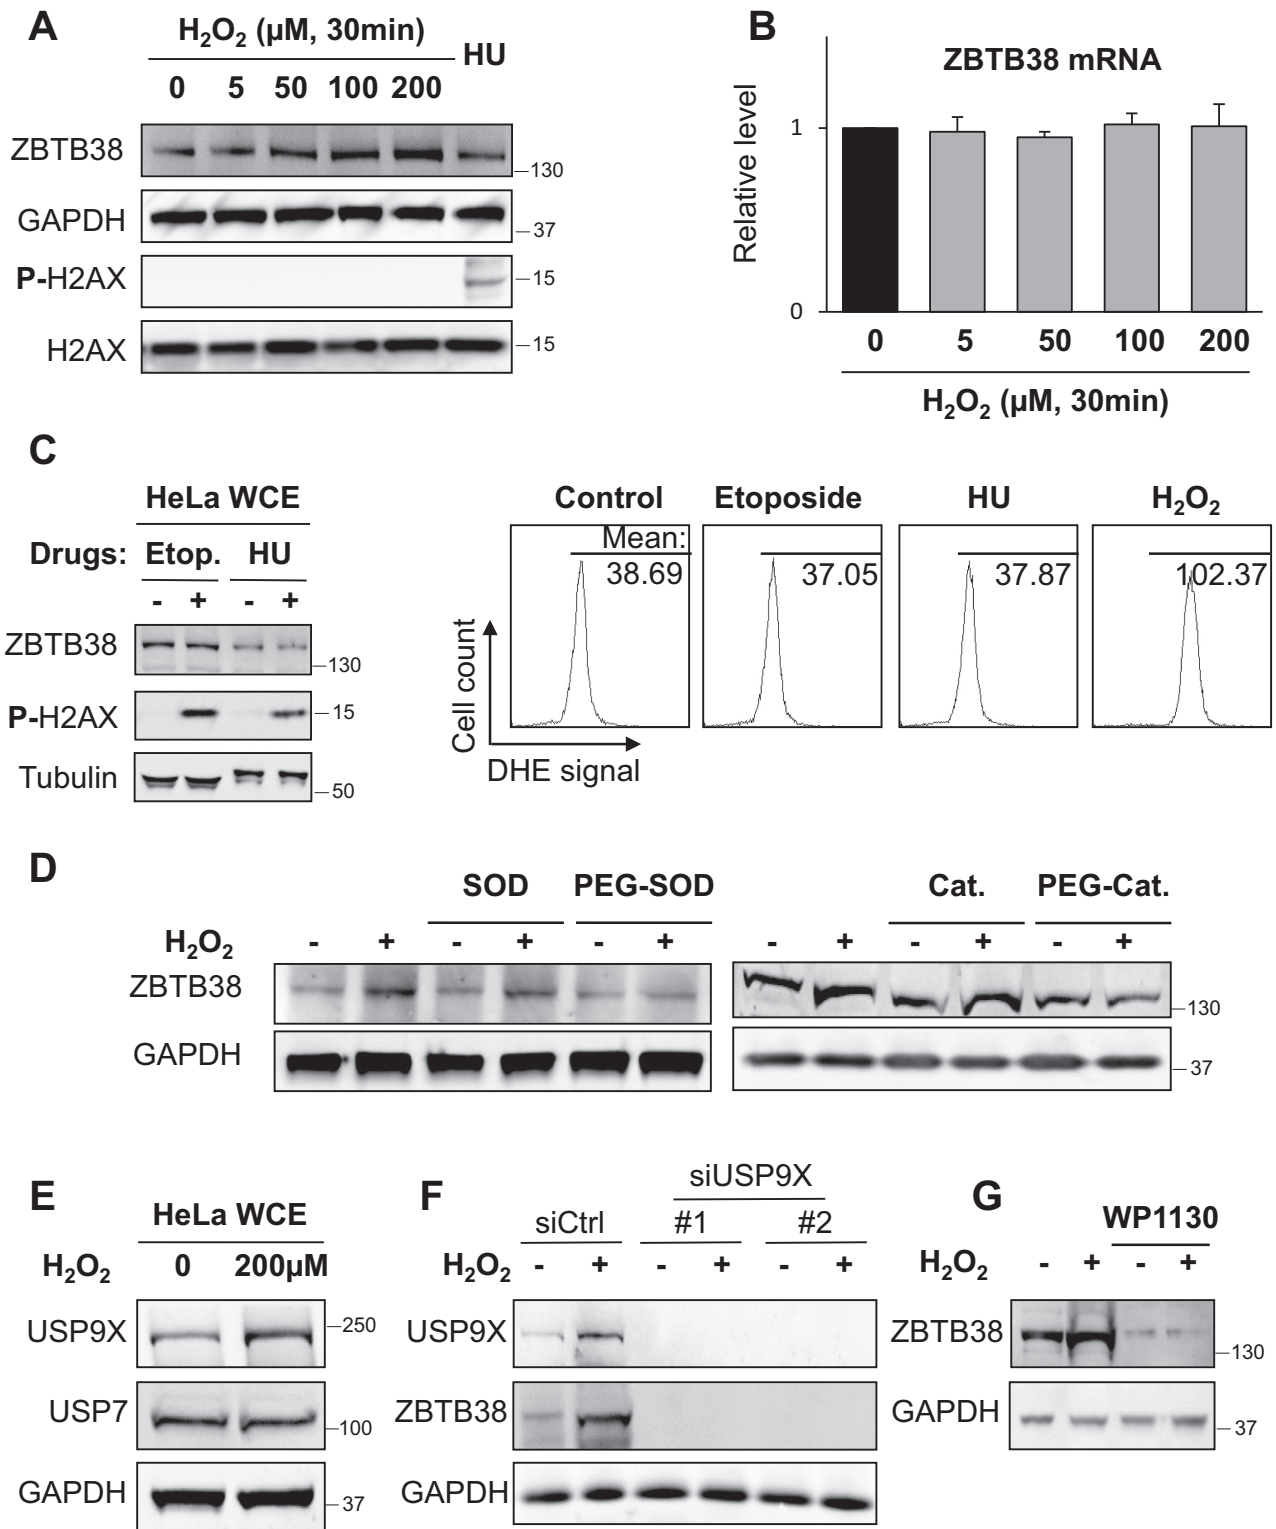 A
H₂O₂ (µM, 30min)
HU
0 5 50 100 200
ZBTB38
130
GAPDH
37
P-H2AX
15
H2AX
15
B
ZBTB38 mRNA
Relative level
1
0
0 5 50 100 200
H₂O₂ (µM, 30min)
C
HeLa WCE
Drugs: Etop. HU
- + - +
ZBTB38
130
P-H2AX
15
Tubulin
50
Control Etoposide HU H₂O₂
Mean:
38.69 37.05 37.87 102.37
Cell count
DHE signal
D
SOD PEG-SOD Cat. PEG-Cat.
H₂O₂ - + - + - + - + - + - +
ZBTB38
130
GAPDH
37
E
HeLa WCE
H₂O₂ 0 200µM
USP9X
250
USP7
100
GAPDH
37
F
siUSP9X
siCtrl #1 #2
H₂O₂ - + - + - +
USP9X
ZBTB38
GAPDH
G
WP1130
H₂O₂ - + - +
ZBTB38
130
GAPDH
37